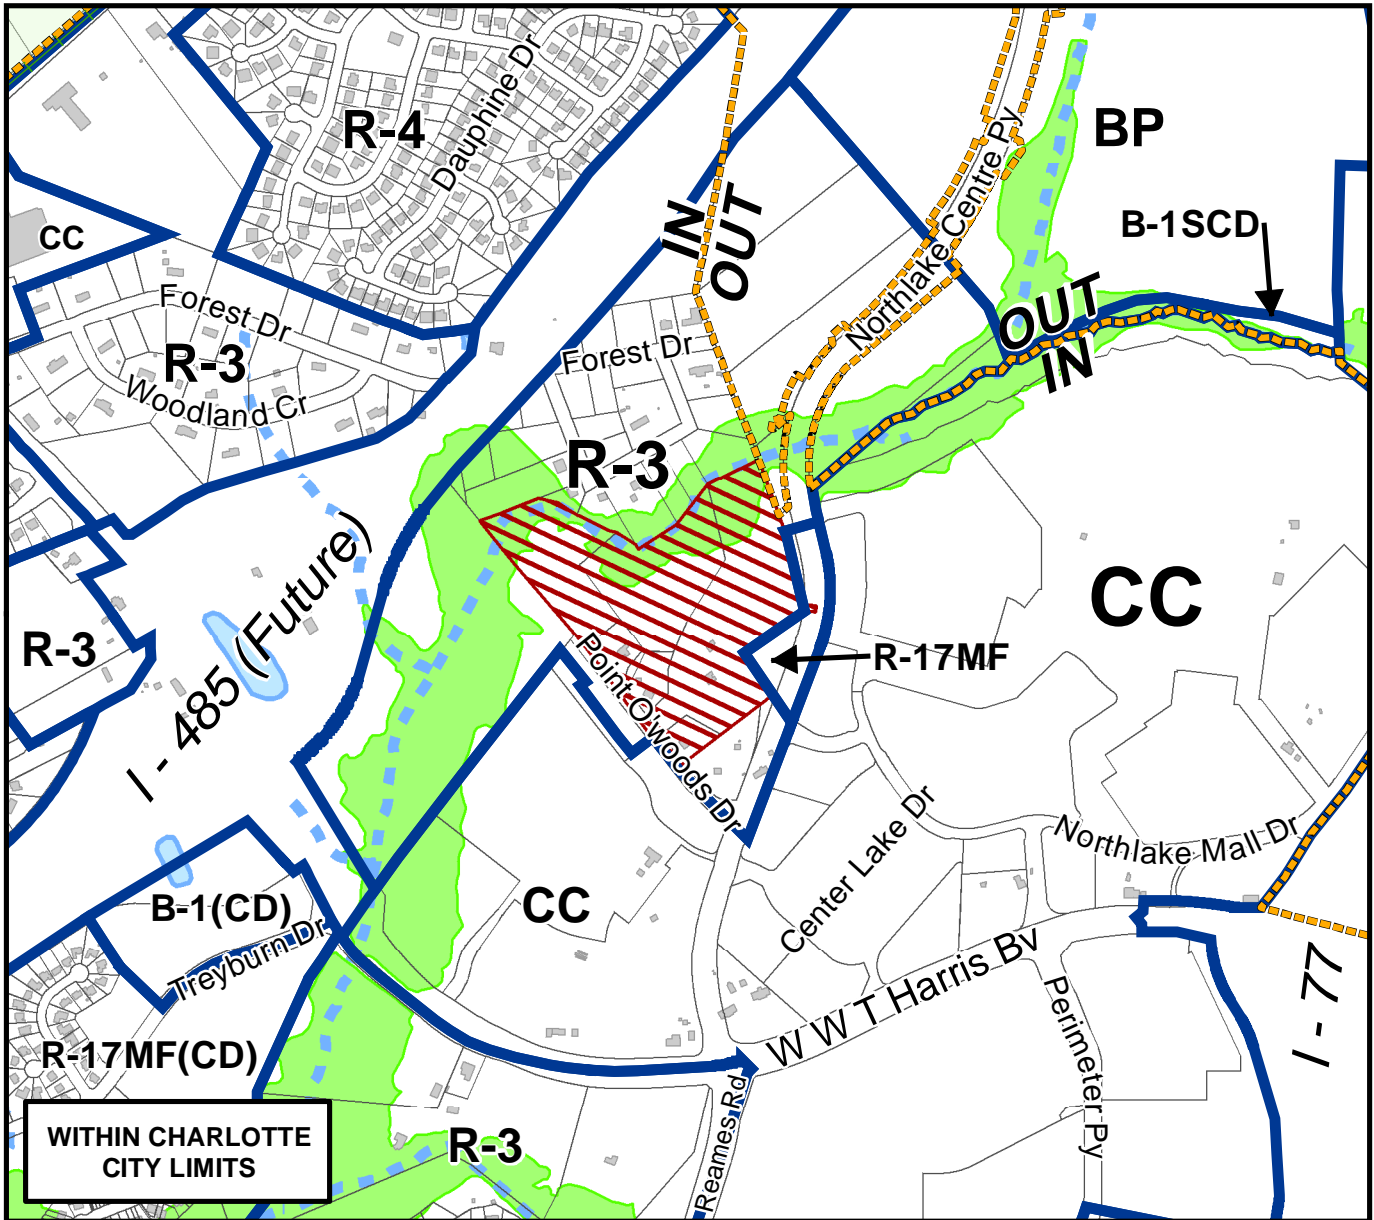 R-4
Dauphine Dr
BP
Northlake Centre Py
IN
OUT
B-1SCD
CC
Forest Dr
R-3
Woodland Cr
Forest Dr
OUT
IN
R-3
I - 485 (Future)
CC
R-3
Point O'woods Dr
R-17MF
Center Lake Dr
Northlake Mall Dr
B-1(CD)
CC
Treyburn Dr
W W T Harris Bv
I - 77
R-17MF(CD)
Perimeter Py
Reames Rd
R-3
WITHIN CHARLOTTE
CITY LIMITS